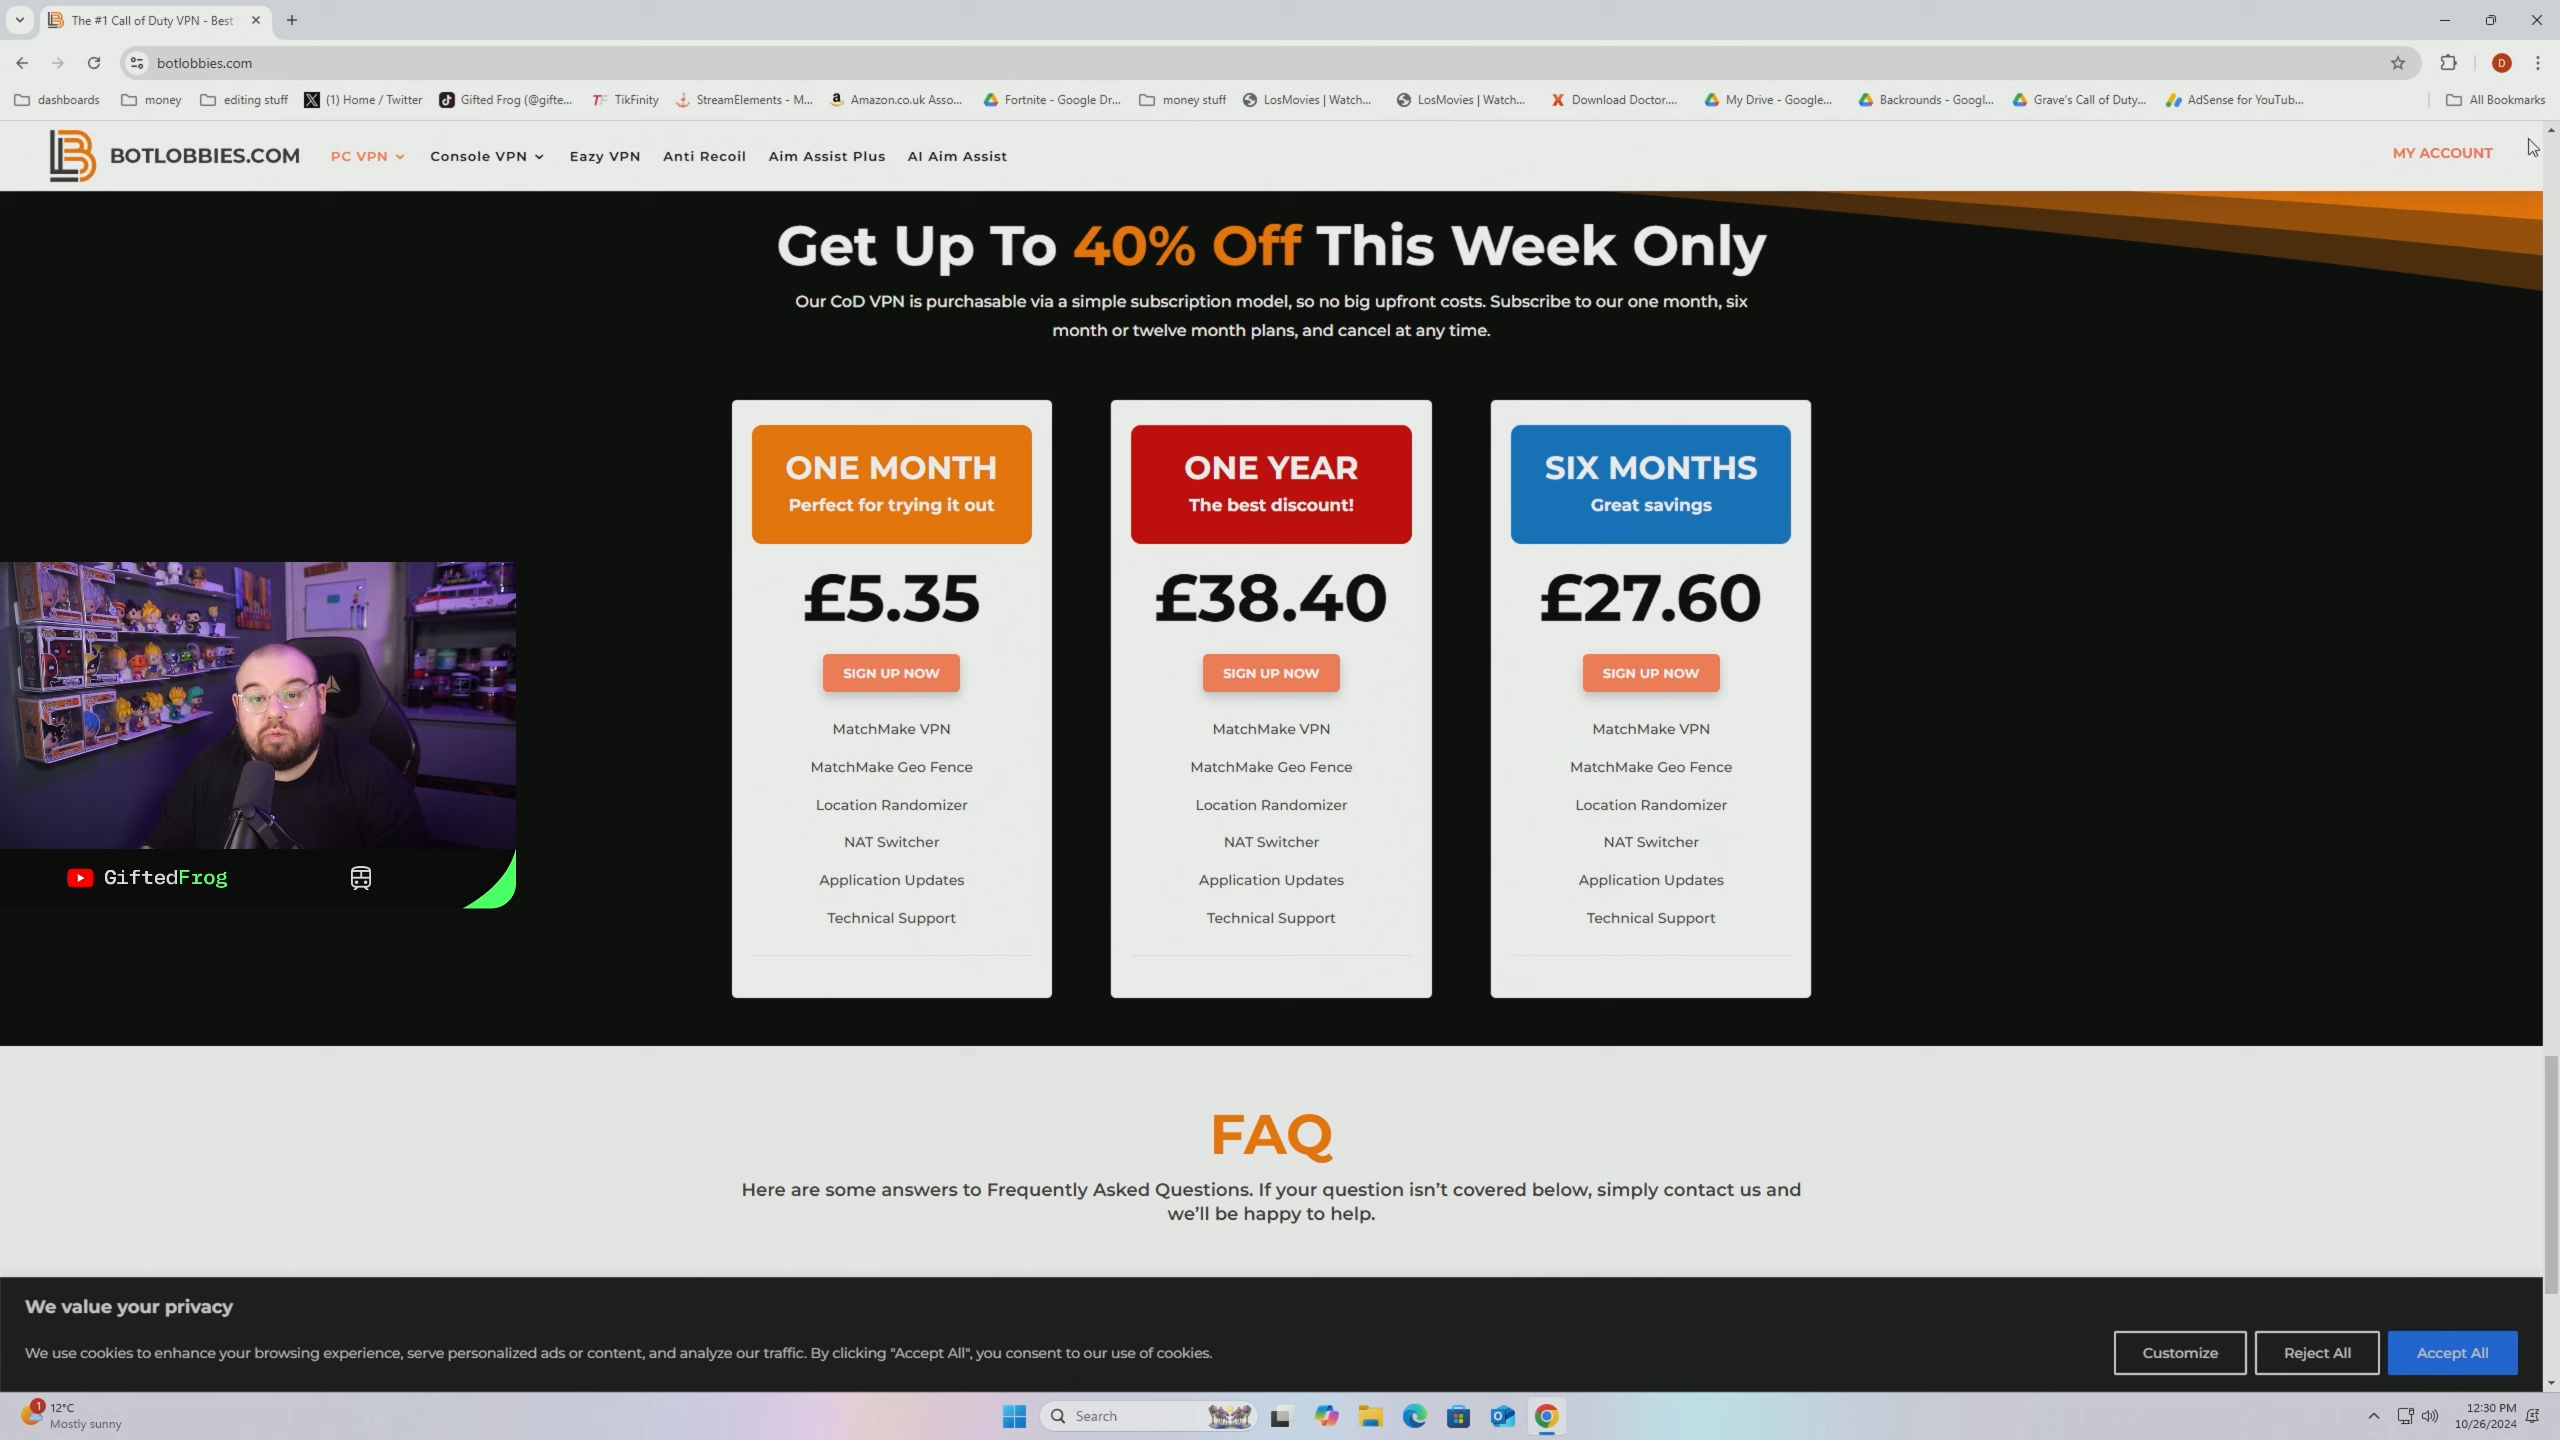 The #1 Call of Duty VPN - Best
botlobbies.com
dashboards
money
editing stuff
(1) Home / Twitter
Gifted Frog (@gifte...
TikFinity
StreamElements - M...
Amazon.co.uk Asso...
Fortnite - Google Dr...
money stuff
LosMovies | Watch...
LosMovies | Watch...
Download Doctor....
My Drive - Google...
Backrounds - Googl...
Grave's Call of Duty...
AdSense for YouTub...
All Bookmarks
D
BOTLOBBIES.COM
PC VPN
Console VPN
Eazy VPN
Anti Recoil
Aim Assist Plus
AI Aim Assist
MY ACCOUNT
Get Up To 40% Off This Week Only
Our CoD VPN is purchasable via a simple subscription model, so no big upfront costs. Subscribe to our one month, six
month or twelve month plans, and cancel at any time.
ONE MONTH
Perfect for trying it out
£5.35
SIGN UP NOW
MatchMake VPN
MatchMake Geo Fence
Location Randomizer
NAT Switcher
Application Updates
Technical Support
ONE YEAR
The best discount!
£38.40
SIGN UP NOW
MatchMake VPN
MatchMake Geo Fence
Location Randomizer
NAT Switcher
Application Updates
Technical Support
SIX MONTHS
Great savings
£27.60
SIGN UP NOW
MatchMake VPN
MatchMake Geo Fence
Location Randomizer
NAT Switcher
Application Updates
Technical Support
GiftedFrog
FAQ
Here are some answers to Frequently Asked Questions. If your question isn't covered below, simply contact us and
we'll be happy to help.
We value your privacy
We use cookies to enhance your browsing experience, serve personalized ads or content, and analyze our traffic. By clicking "Accept All", you consent to our use of cookies.
Customize
Reject All
Accept All
1
12°C
Mostly sunny
Search
12:30 PM
10/26/2024